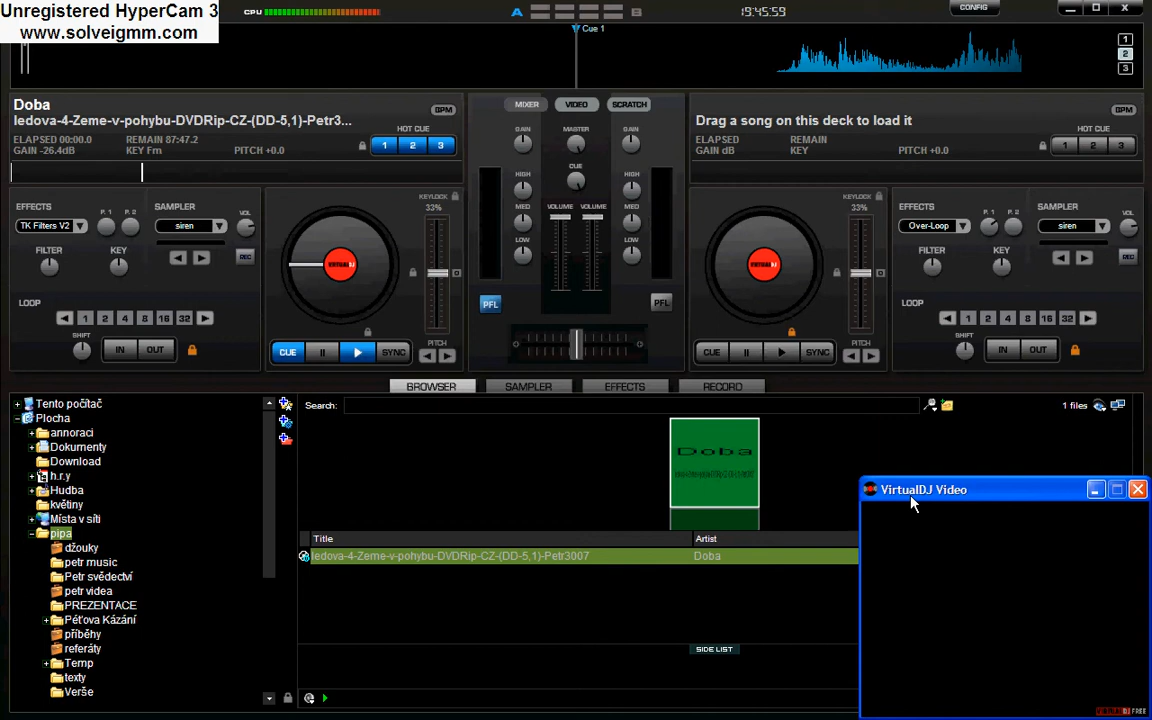 Unregistered HyperCam 3
www.solveigmm.com
CPU
A
B
19:45:59
CONFIG
Cue 1
1
2
3
Doba
BPM
ledova-4-Zeme-v-pohybu-DVDRip-CZ-(DD-5,1)-Petr3...
ELAPSED 00:00.0 REMAIN 87:47.2
GAIN -26.4dB KEY Fm PITCH +0.0
HOT CUE
1 2 3
MIXER VIDEO SCRATCH
GAIN MASTER GAIN
HIGH CUE HIGH
VOLUME VOLUME
MED MED
LOW LOW
PFL PFL
BPM
Drag a song on this deck to load it
ELAPSED REMAIN
GAIN dB KEY PITCH +0.0
HOT CUE
1 2 3
EFFECTS SAMPLER
TK Filters V2 P. 1 P. 2 siren VOL
FILTER KEY REC
LOOP
1 2 4 8 16 32
SHIFT
IN OUT
KEYLOCK
33%
VIRTUALDJ
CUE SYNC
PITCH
KEYLOCK
33%
VIRTUALDJ
CUE SYNC
PITCH
EFFECTS SAMPLER
Over-Loop P. 1 P. 2 siren VOL
FILTER KEY REC
LOOP
1 2 4 8 16 32
SHIFT
IN OUT
BROWSER SAMPLER EFFECTS RECORD
Tento počítač
Plocha
annoraci
Dokumenty
Download
h.r.y
Hudba
květiny
Místa v síti
pipa
džouky
petr music
Petr svědectví
petr videa
PREZENTACE
Péťova Kázání
příběhy
referáty
Temp
texty
Verše
Search:
1 files
Doba
Title Artist
ledova-4-Zeme-v-pohybu-DVDRip-CZ-(DD-5,1)-Petr3007 Doba
SIDE LIST
VirtualDJ Video
VIRTUALDJ FREE